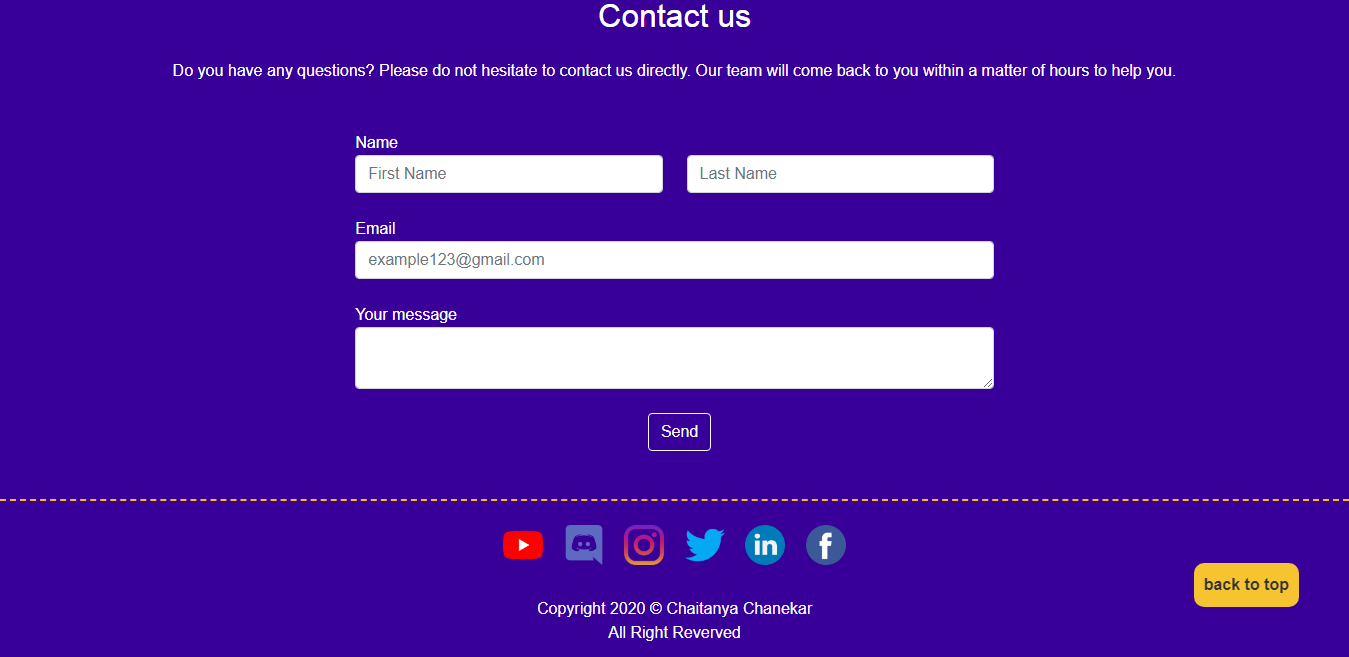 Contact us
Do you have any questions? Please do not hesitate to contact us directly. Our team will come back to you within a matter of hours to help you.
Name
First Name
Last Name
Email
example123@gmail.com
Your message
Send
in
f
back to top
Copyright 2020 © Chaitanya Chanekar
All Right Reverved